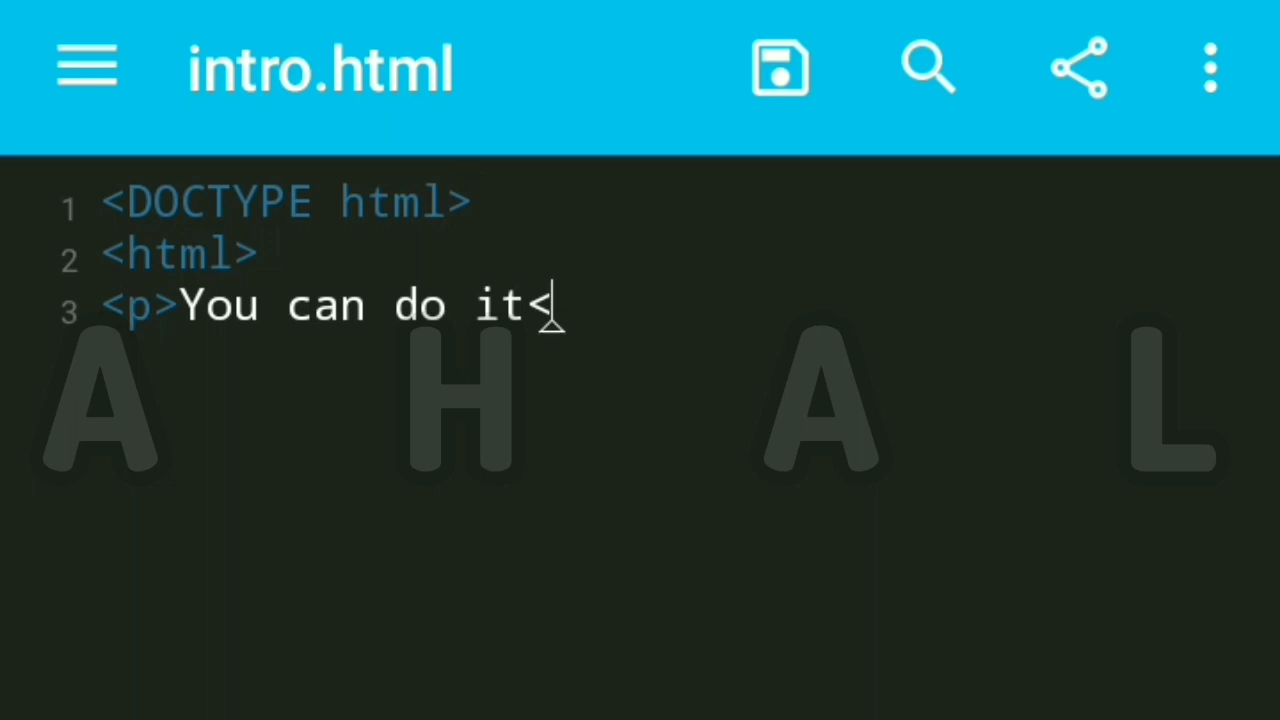 intro.html
1 <DOCTYPE html>
2 <html>
3 <p>You can do it<
A H A L